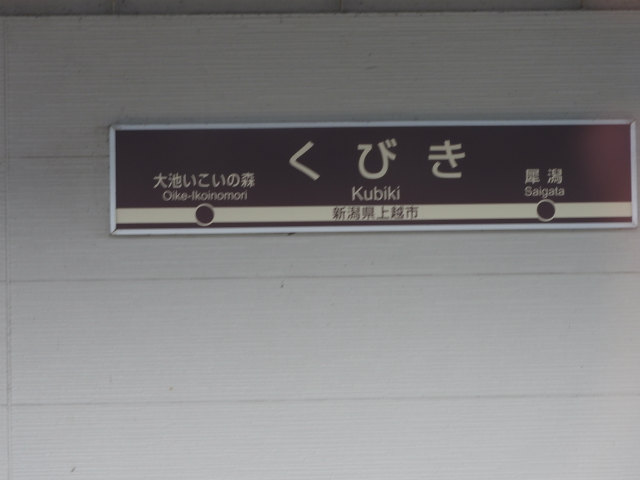 くびき
大池いこいの森
Oike-Ikoinomori
Kubiki
犀潟
Saigata
新潟県上越市